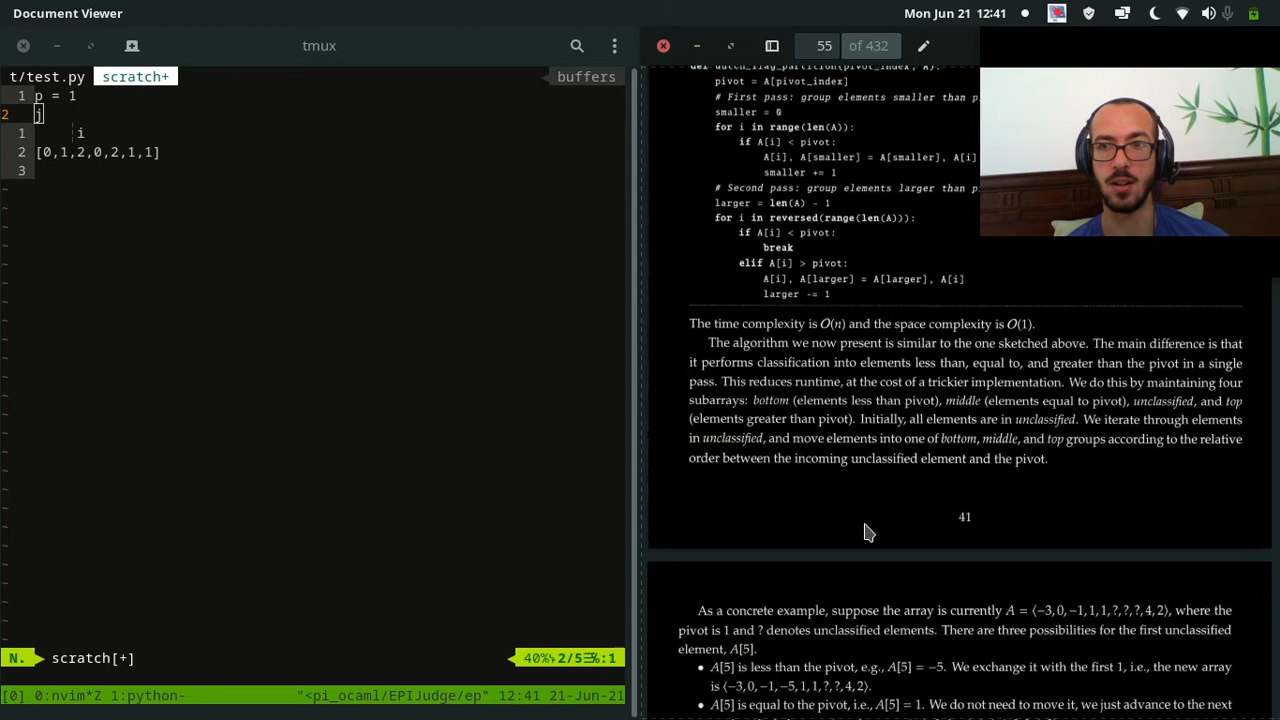 Document Viewer
Mon Jun 21 12:41
tmux
55 of 432
t/test.py scratch+ buffers
1 p = 1
2 j
1 i
2 [0,1,2,0,2,1,1]
3
~
N. scratch[+] 40% 2/5 :1
[0] 0:nvim*Z 1:python- "<pi_ocaml/EPIJudge/ep" 12:41 21-Jun-21
def dutch_flag_partition(pivot_index, A):
pivot = A[pivot_index]
# First pass: group elements smaller than p
smaller = 0
for i in range(len(A)):
if A[i] < pivot:
A[i], A[smaller] = A[smaller], A[i]
smaller += 1
# Second pass: group elements larger than p
larger = len(A) - 1
for i in reversed(range(len(A))):
if A[i] < pivot:
break
elif A[i] > pivot:
A[i], A[larger] = A[larger], A[i]
larger -= 1
The time complexity is O(n) and the space complexity is O(1).
The algorithm we now present is similar to the one sketched above. The main difference is that
it performs classification into elements less than, equal to, and greater than the pivot in a single
pass. This reduces runtime, at the cost of a trickier implementation. We do this by maintaining four
subarrays: bottom (elements less than pivot), middle (elements equal to pivot), unclassified, and top
(elements greater than pivot). Initially, all elements are in unclassified. We iterate through elements
in unclassified, and move elements into one of bottom, middle, and top groups according to the relative
order between the incoming unclassified element and the pivot.
41
As a concrete example, suppose the array is currently A = ⟨−3, 0, −1, 1, 1, ?, ?, ?, 4, 2⟩, where the
pivot is 1 and ? denotes unclassified elements. There are three possibilities for the first unclassified
element, A[5].
• A[5] is less than the pivot, e.g., A[5] = −5. We exchange it with the first 1, i.e., the new array
is ⟨−3, 0, −1, −5, 1, 1, ?, ?, 4, 2⟩.
• A[5] is equal to the pivot, i.e., A[5] = 1. We do not need to move it, we just advance to the next